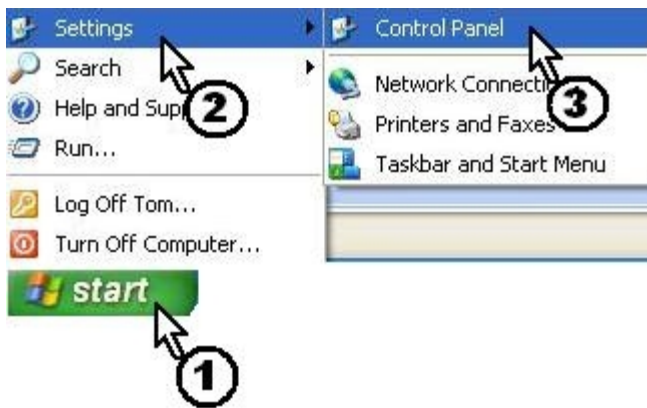 Settings
Control Panel
Search
2
Network Connecti
3
Help and Supp
Printers and Faxes
Run...
Taskbar and Start Menu
Log Off Tom...
Turn Off Computer...
start
1